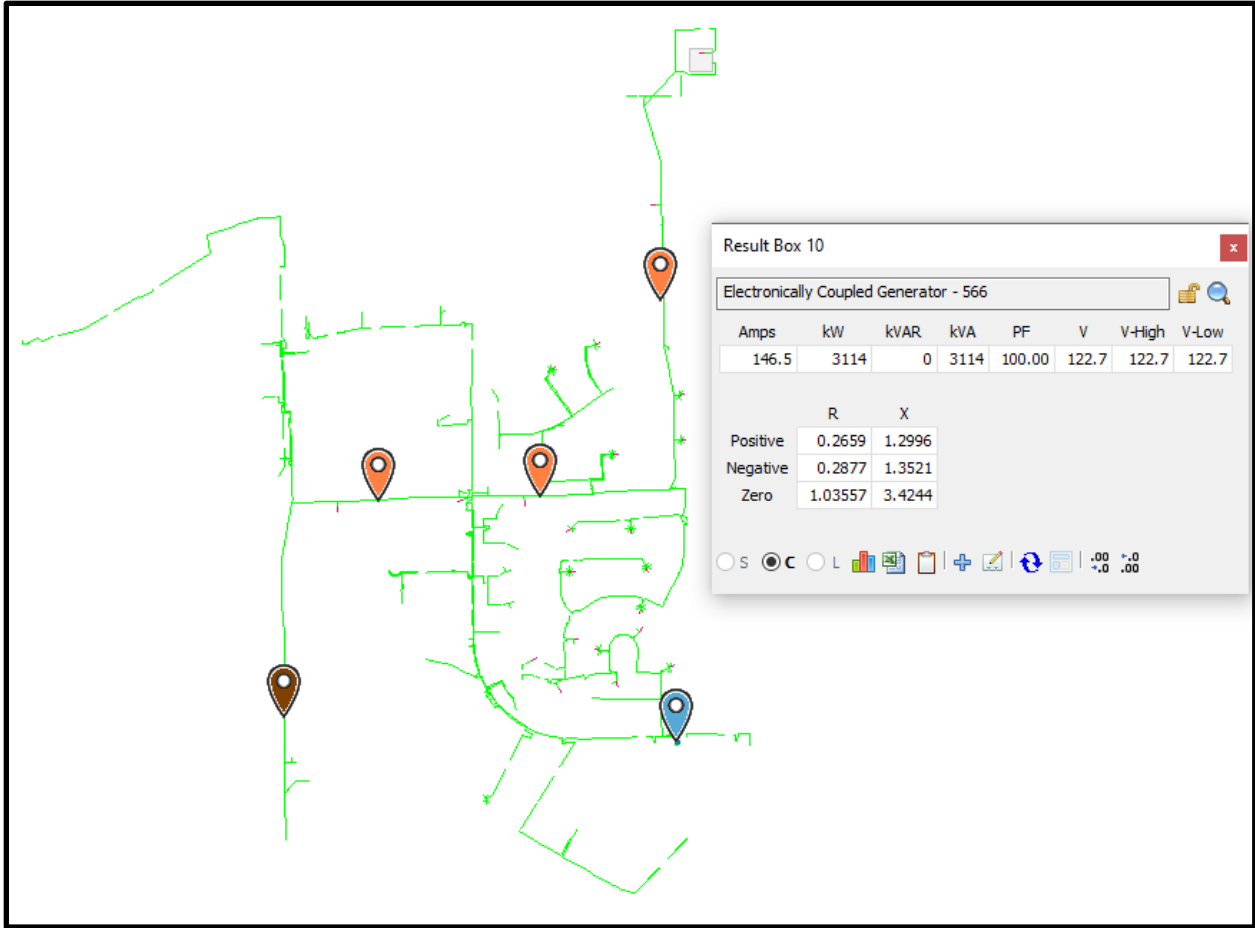 Result Box 10
x
Electronically Coupled Generator - 566
Amps kW kVAR kVA PF V V-High V-Low
146.5 3114 0 3114 100.00 122.7 122.7 122.7
R X
Positive 0.2659 1.2996
Negative 0.2877 1.3521
Zero 1.03557 3.4244
S C L .00 .0 .0 .00